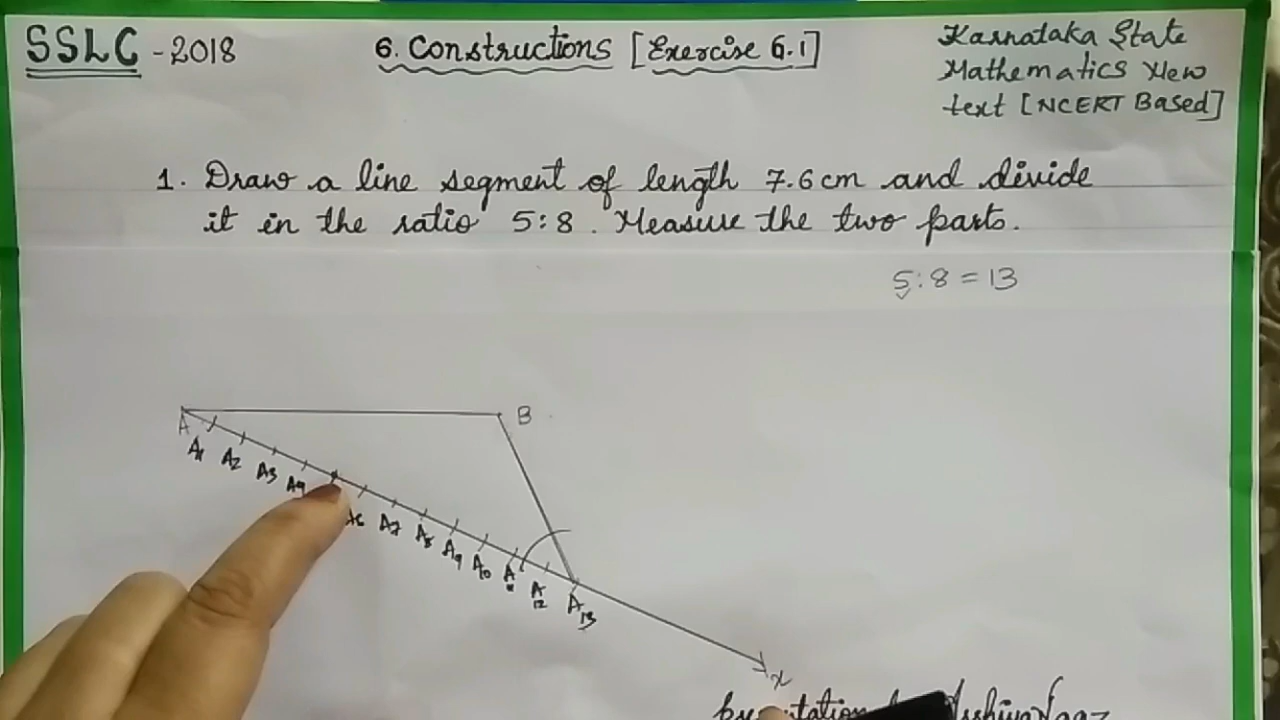 SSLC - 2018
6. Constructions [Exercise 6.1]
Karnataka State
Mathematics New
text [NCERT Based]
1. Draw a line segment of length 7.6 cm and divide
it in the ratio 5:8. Measure the two parts.
5:8 = 13
A
B
A1 A2 A3 A4 A6 A7 A8 A9 A10 A11 A12 A13
x